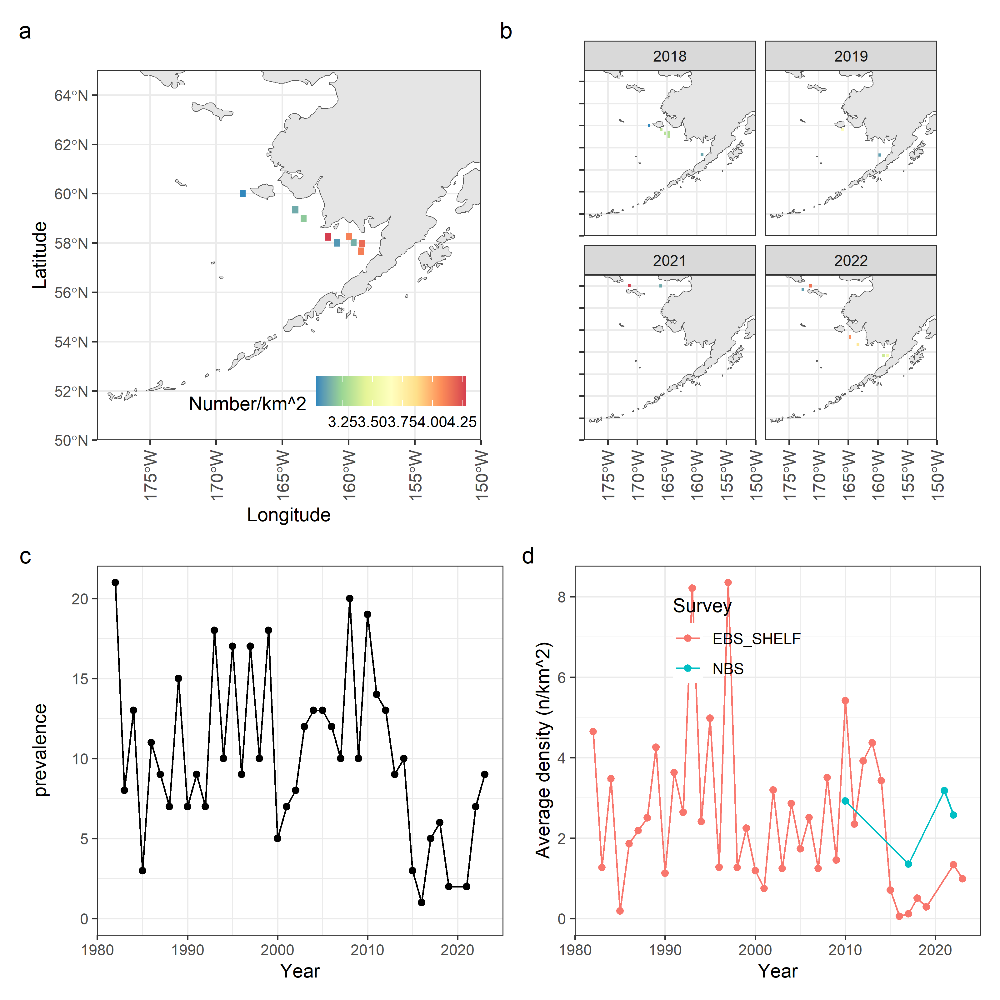 a
64°N
62°N
60°N
58°N
56°N
54°N
52°N
50°N
Latitude
Number/km^2
3.253.503.754.004.25
175°W
170°W
165°W
160°W
155°W
150°W
Longitude
b
2018
2019
2021
2022
175°W
170°W
165°W
160°W
155°W
150°W
175°W
170°W
165°W
160°W
155°W
150°W
c
20
15
10
5
0
prevalence
1980
1990
2000
2010
2020
Year
d
8
6
4
2
0
Average density (n/km^2)
Survey
EBS_SHELF
NBS
1980
1990
2000
2010
2020
Year